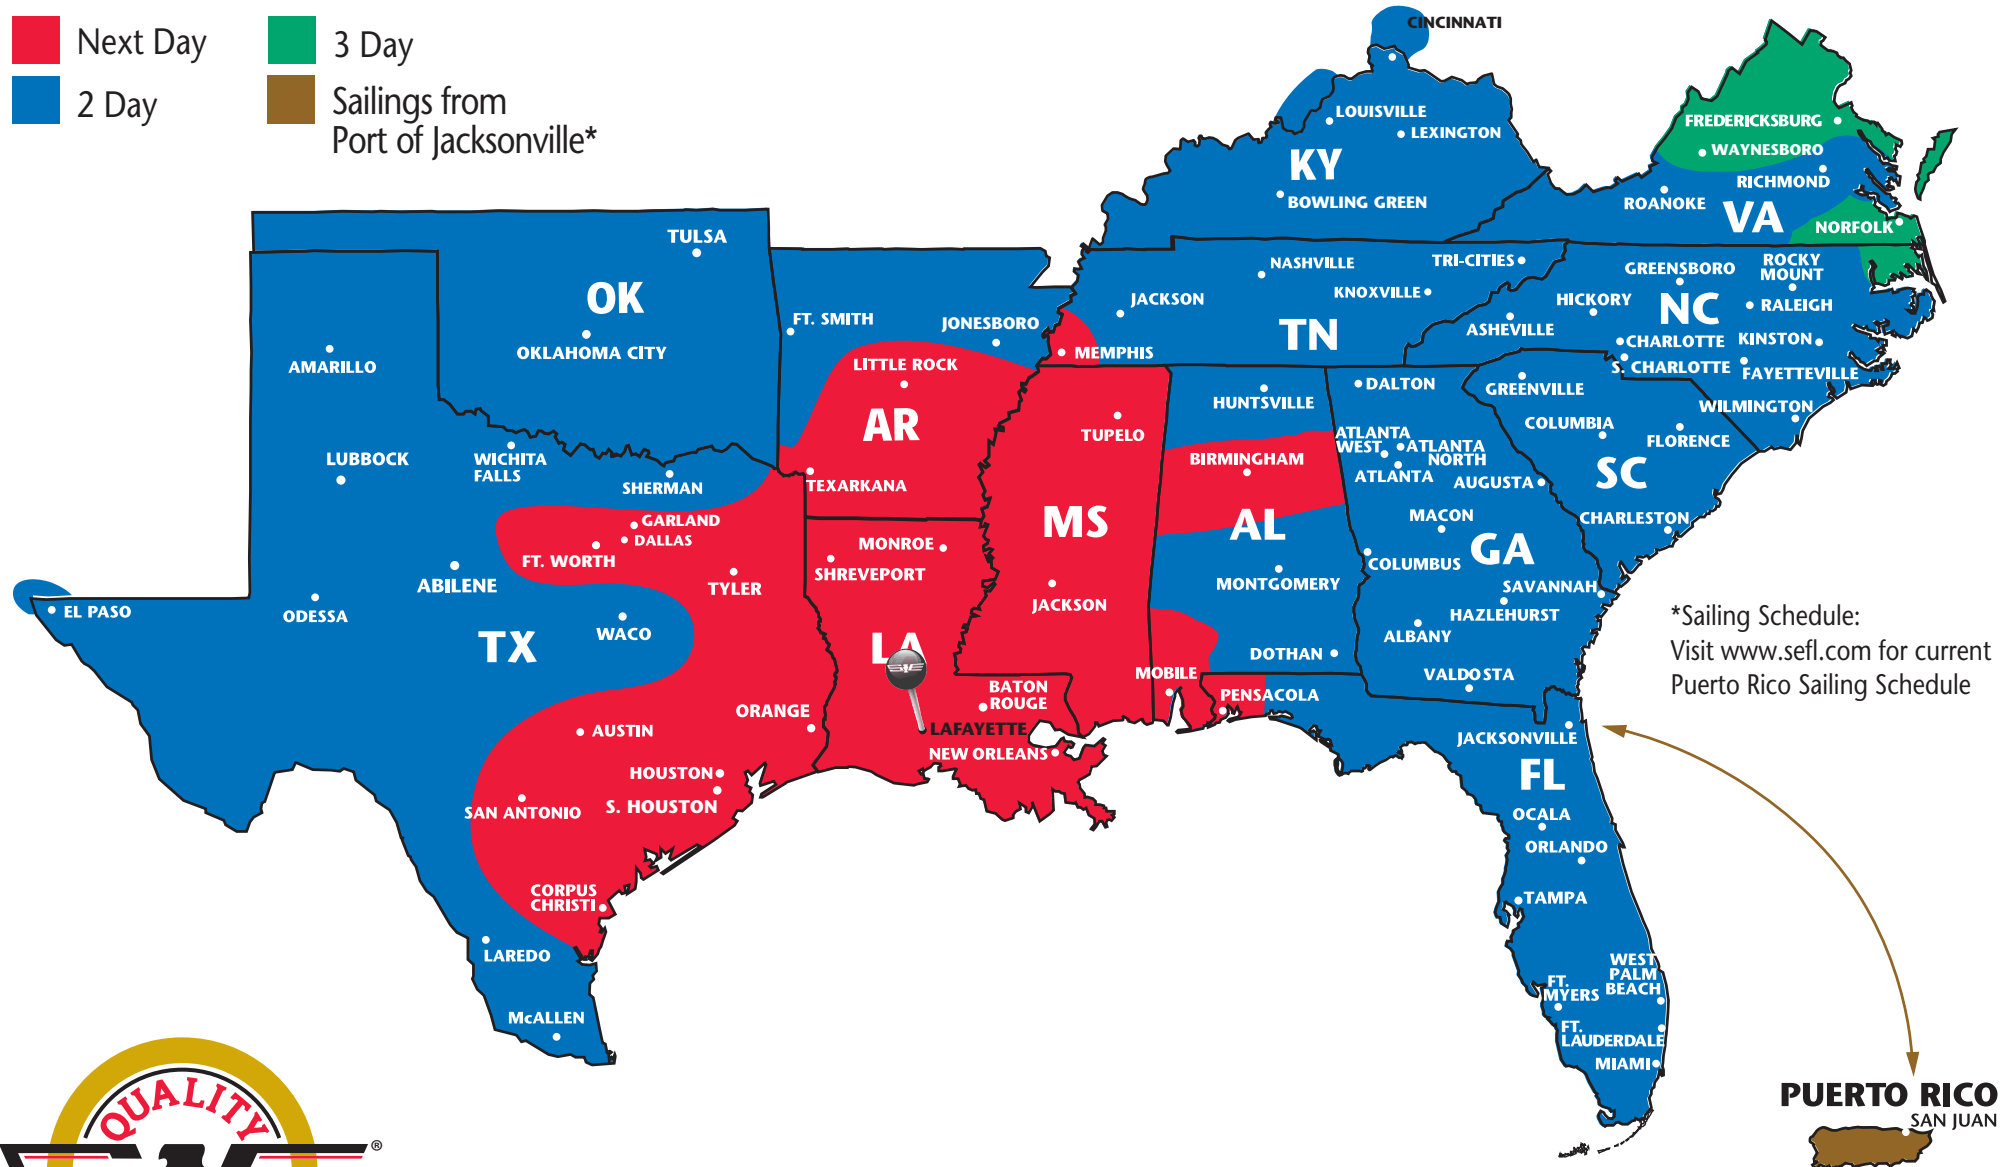 Next Day
3 Day
2 Day
Sailings from
Port of Jacksonville*
CINCINNATI
LOUISVILLE
LEXINGTON
KY
BOWLING GREEN
FREDERICKSBURG
WAYNESBORO
RICHMOND
ROANOKE
VA
NORFOLK
TULSA
OK
OKLAHOMA CITY
AMARILLO
LUBBOCK
WICHITA
FALLS
SHERMAN
GARLAND
DALLAS
FT. WORTH
TYLER
ABILENE
ODESSA
EL PASO
TX
WACO
AUSTIN
ORANGE
HOUSTON
S. HOUSTON
SAN ANTONIO
CORPUS
CHRISTI
LAREDO
McALLEN
FT. SMITH
JONESBORO
LITTLE ROCK
AR
TEXARKANA
MONROE
SHREVEPORT
LA
BATON
ROUGE
LAFAYETTE
NEW ORLEANS
NASHVILLE
TRI-CITIES
KNOXVILLE
JACKSON
TN
MEMPHIS
TUPELO
MS
JACKSON
HUNTSVILLE
BIRMINGHAM
AL
MONTGOMERY
DOTHAN
MOBILE
PENSACOLA
DALTON
ATLANTA
WEST
ATLANTA
NORTH
ATLANTA
AUGUSTA
MACON
GA
COLUMBUS
SAVANNAH
HAZLEHURST
ALBANY
VALDOSTA
GREENSBORO
ROCKY
MOUNT
HICKORY
NC
RALEIGH
ASHEVILLE
CHARLOTTE
KINSTON
S. CHARLOTTE
FAYETTEVILLE
WILMINGTON
GREENVILLE
COLUMBIA
FLORENCE
SC
CHARLESTON
JACKSONVILLE
FL
OCALA
ORLANDO
TAMPA
WEST
PALM
BEACH
FT.
MYERS
FT.
LAUDERDALE
MIAMI
*Sailing Schedule:
Visit www.sefl.com for current
Puerto Rico Sailing Schedule
PUERTO RICO
SAN JUAN
QUALITY
®